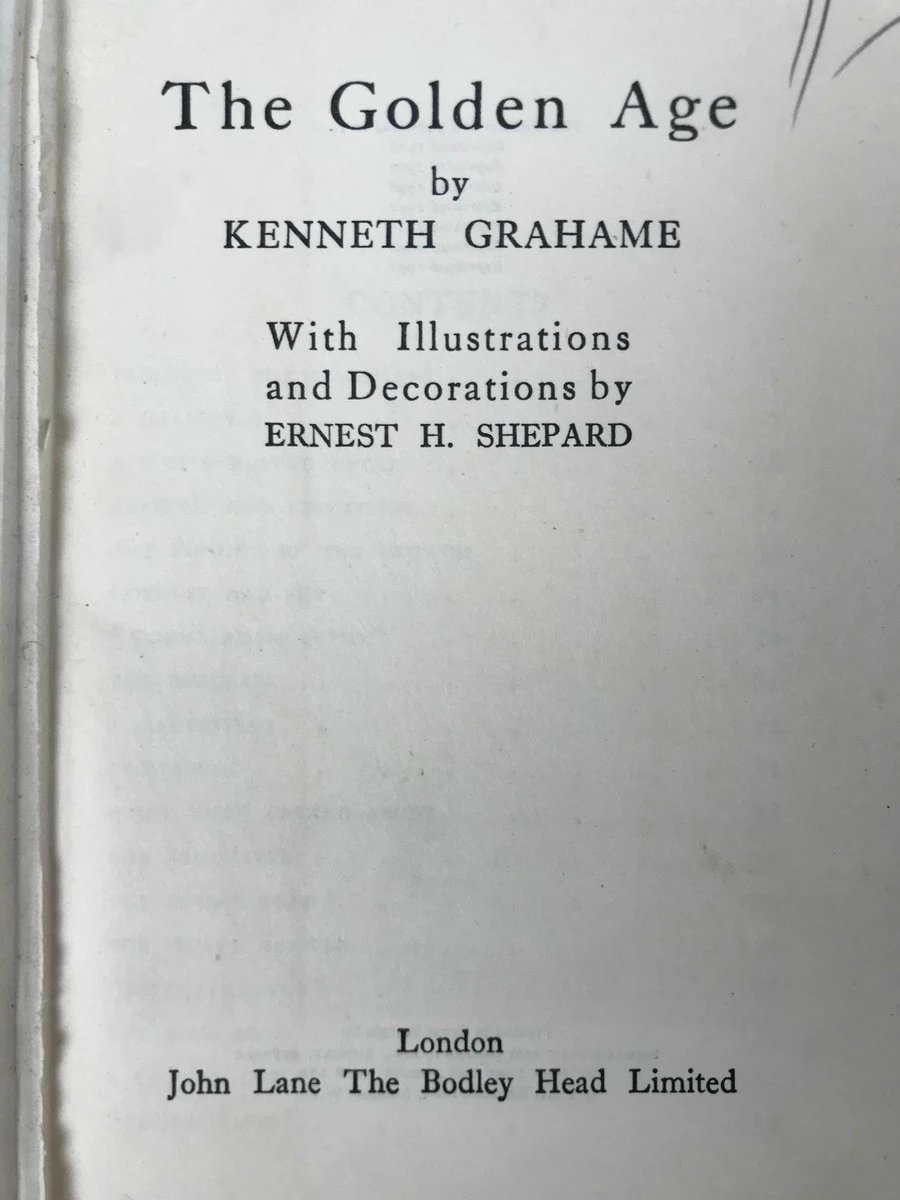 The Golden Age
by
KENNETH GRAHAME
With Illustrations
and Decorations by
ERNEST H. SHEPARD
London
John Lane The Bodley Head Limited